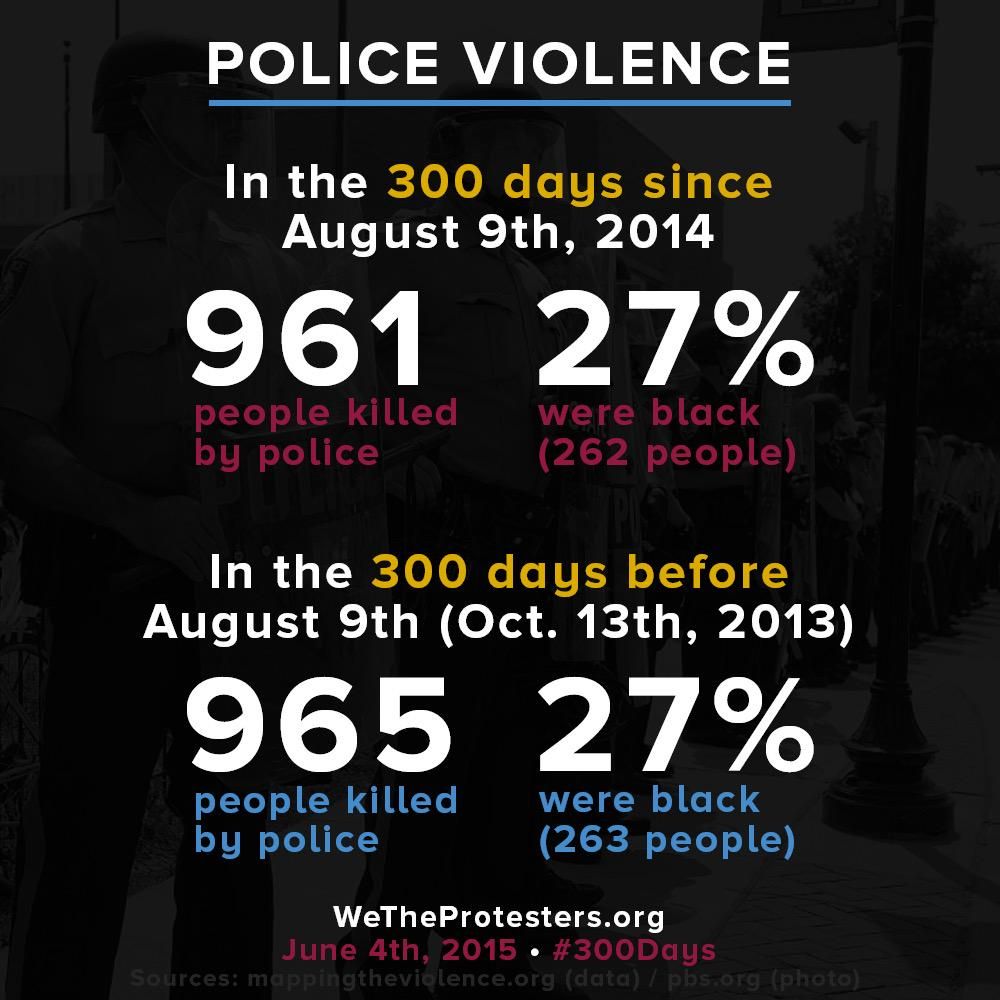 POLICE VIOLENCE
In the 300 days since
August 9th, 2014
961 27%
people killed were black
by police (262 people)
In the 300 days before
August 9th (Oct. 13th, 2013)
965 27%
people killed were black
by police (263 people)
WeTheProtesters.org
June 4th, 2015 • #300Days
Sources: mappingtheviolence.org (data) / pbs.org (photo)